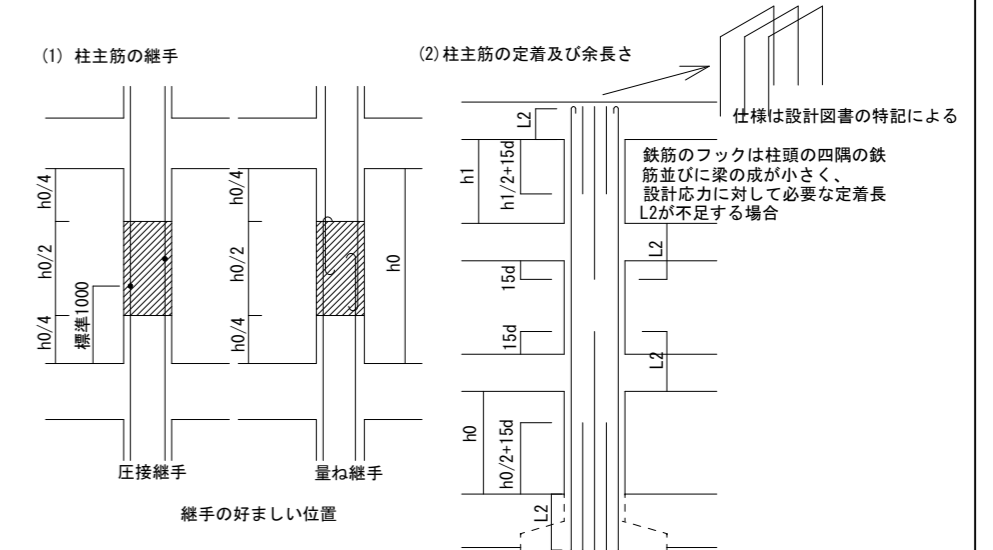 (1) 柱主筋の継手
(2)柱主筋の定着及び余長さ
仕様は設計図書の特記による
鉄筋のフックは柱頭の四隅の鉄
筋並びに梁の成が小さく、
設計応力に対して必要な定着長
L2が不足する場合
h0/4
h0/2
h0/4
標準1000
h0/4
h0/2
h0/4
h0
圧接継手
量ね継手
継手の好ましい位置
L2
h1
h1/2+15d
L2
15d
15d
L2
h0
h0/2+15d
L2